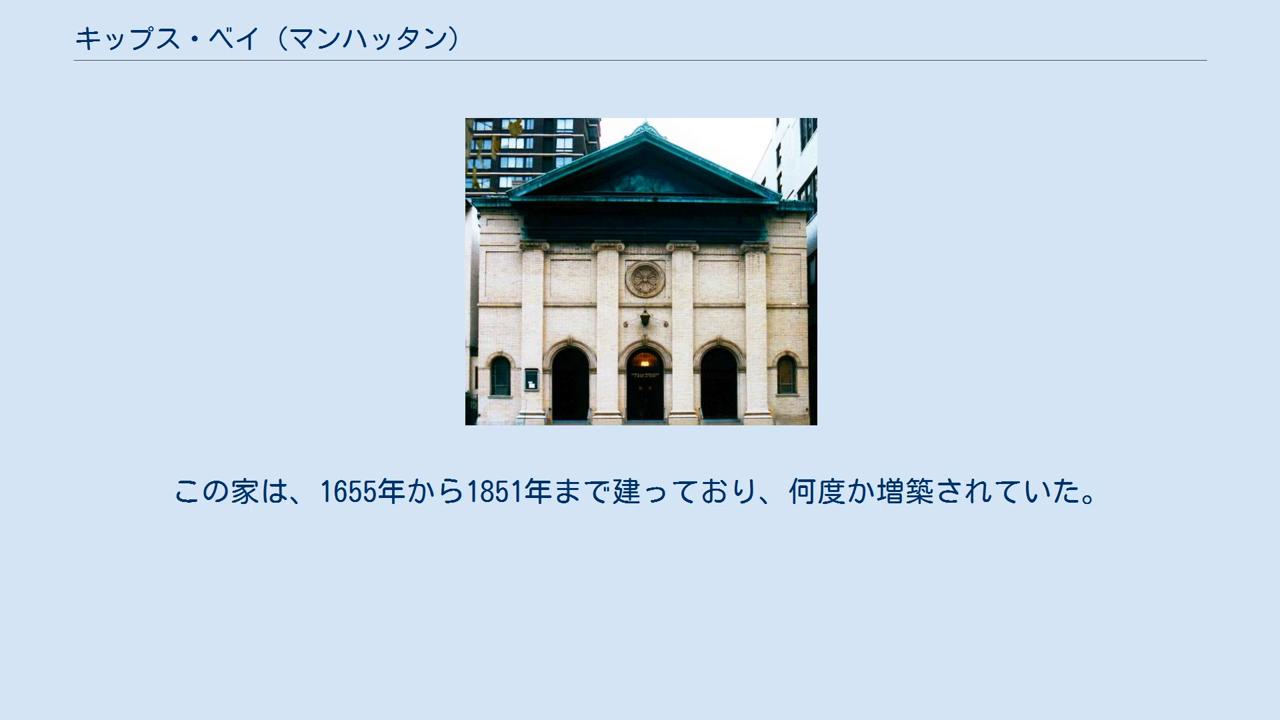 キップス・ベイ（マンハッタン）
この家は、1655年から1851年まで建っており、何度か増築されていた。